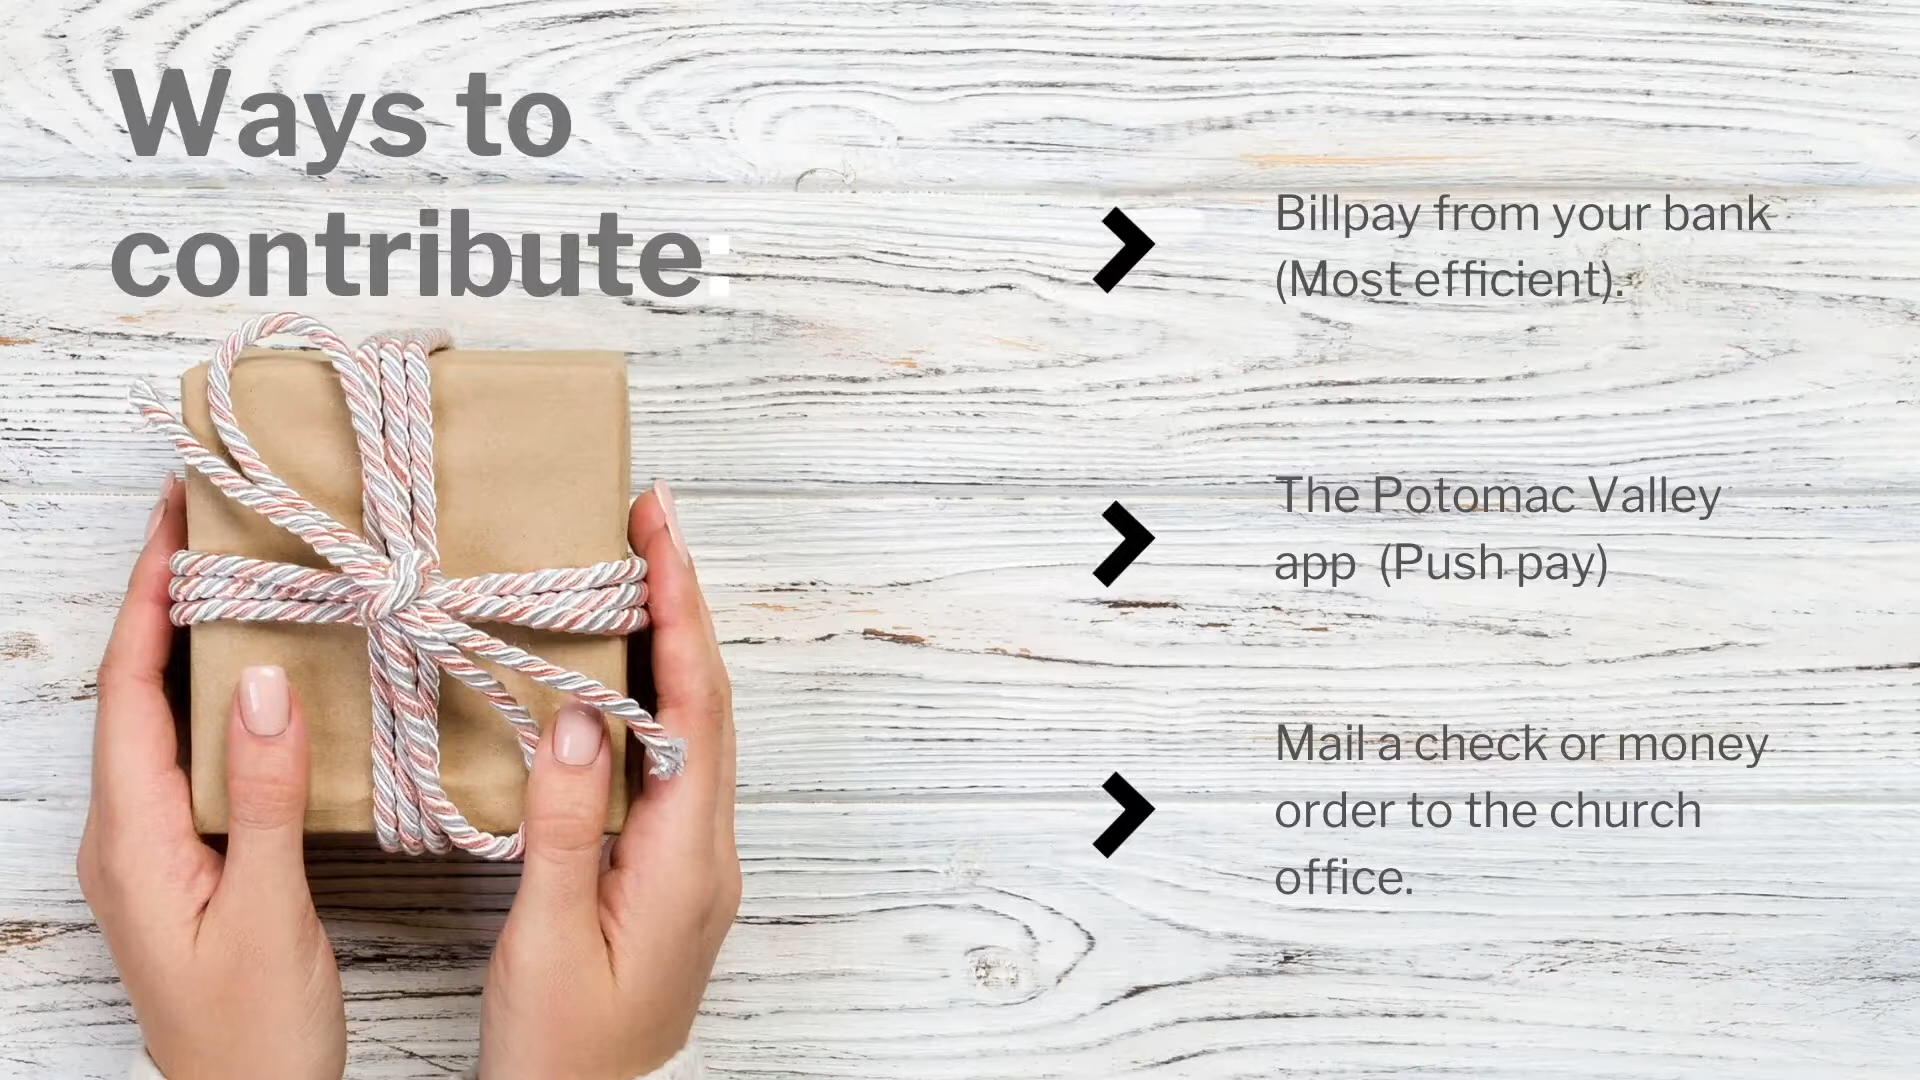 Ways to
contribute:
Billpay from your bank
(Most efficient).
The Potomac Valley
app (Push pay)
Mail a check or money
order to the church
office.